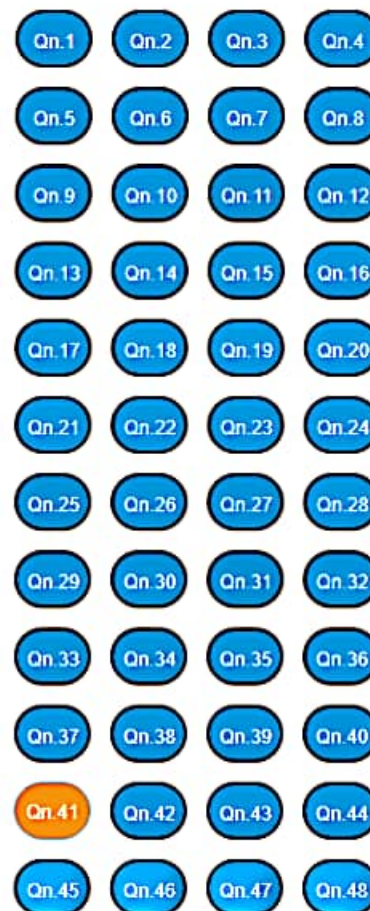 Qn.1 Qn.2 Qn.3 Qn.4
Qn.5 Qn.6 Qn.7 Qn.8
Qn.9 Qn.10 Qn.11 Qn.12
Qn.13 Qn.14 Qn.15 Qn.16
Qn.17 Qn.18 Qn.19 Qn.20
Qn.21 Qn.22 Qn.23 Qn.24
Qn.25 Qn.26 Qn.27 Qn.28
Qn.29 Qn.30 Qn.31 Qn.32
Qn.33 Qn.34 Qn.35 Qn.36
Qn.37 Qn.38 Qn.39 Qn.40
Qn.41 Qn.42 Qn.43 Qn.44
Qn.45 Qn.46 Qn.47 Qn.48